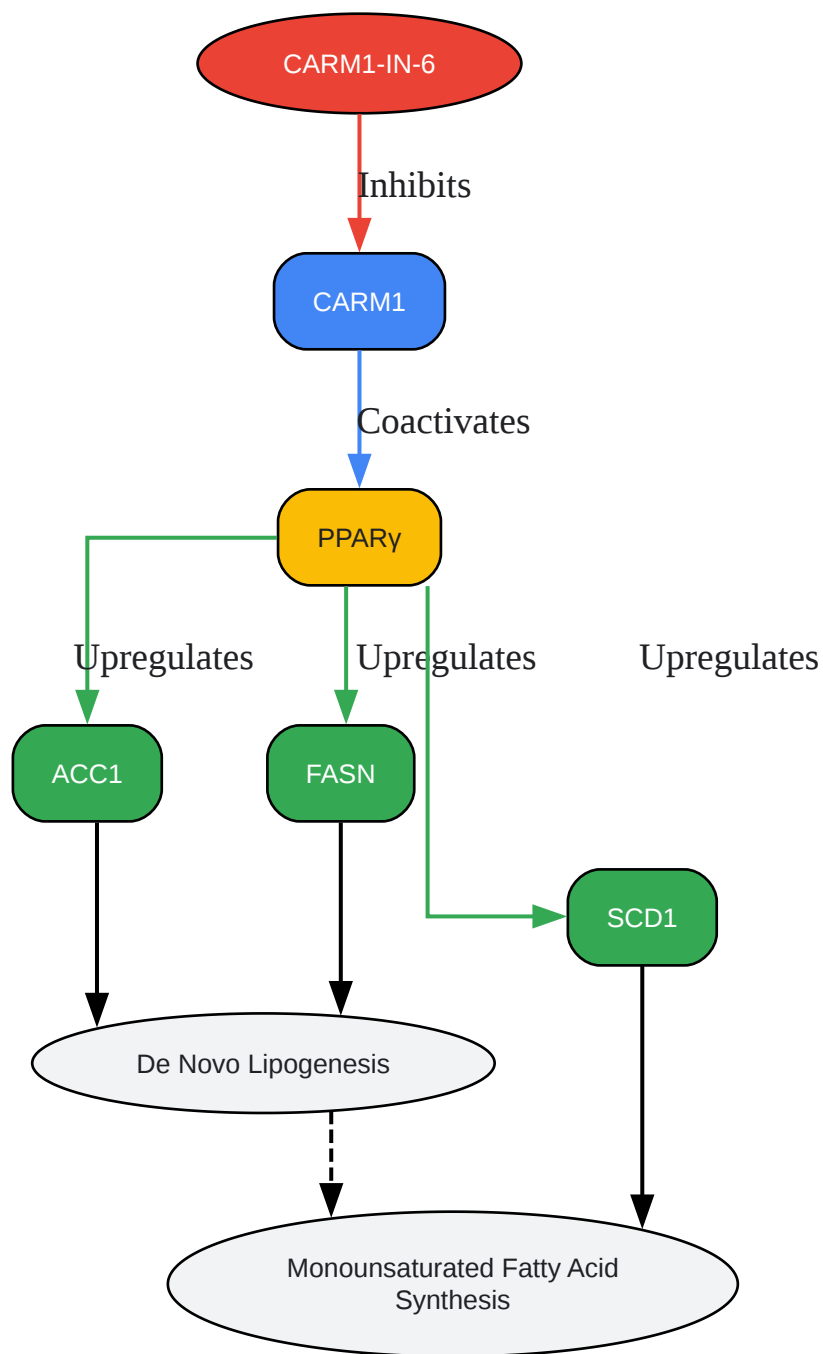 CARM1-IN-6
Inhibits
CARM1
Coactivates
PPARγ
Upregulates
Upregulates
Upregulates
ACC1
FASN
SCD1
De Novo Lipogenesis
Monounsaturated Fatty Acid
Synthesis